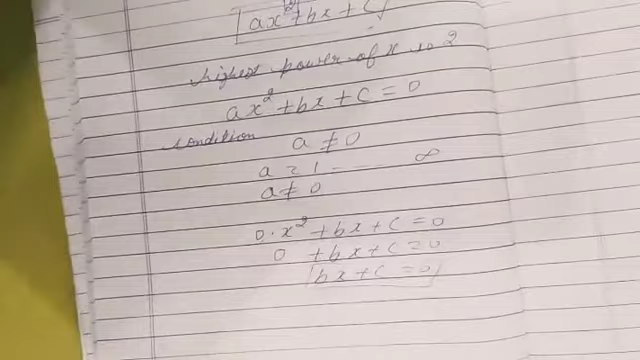 ax² + bx + c
highest power of x is 2
ax² + bx + c = 0
condition
a ≠ 0
a ≥ 1 - - - ∞
a ≠ 0
0·x² + bx + c = 0
0 + bx + c = 0
bx + c = 0